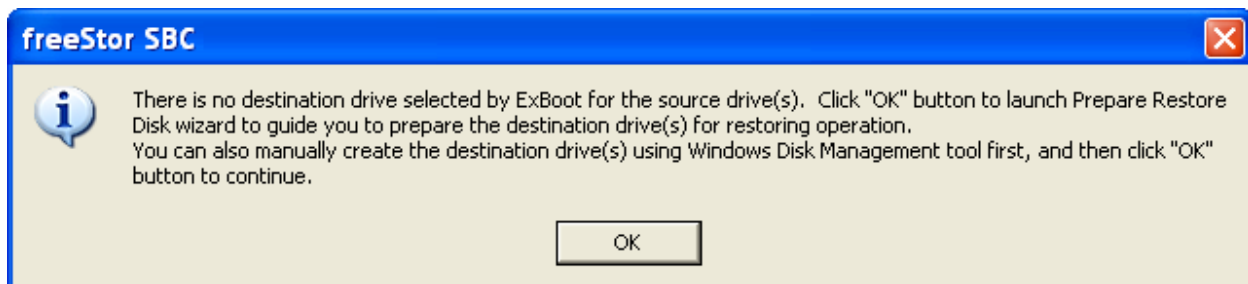 freeStor SBC
There is no destination drive selected by ExBoot for the source drive(s).  Click "OK" button to launch Prepare Restore
Disk wizard to guide you to prepare the destination drive(s) for restoring operation.
You can also manually create the destination drive(s) using Windows Disk Management tool first, and then click "OK"
button to continue.
OK